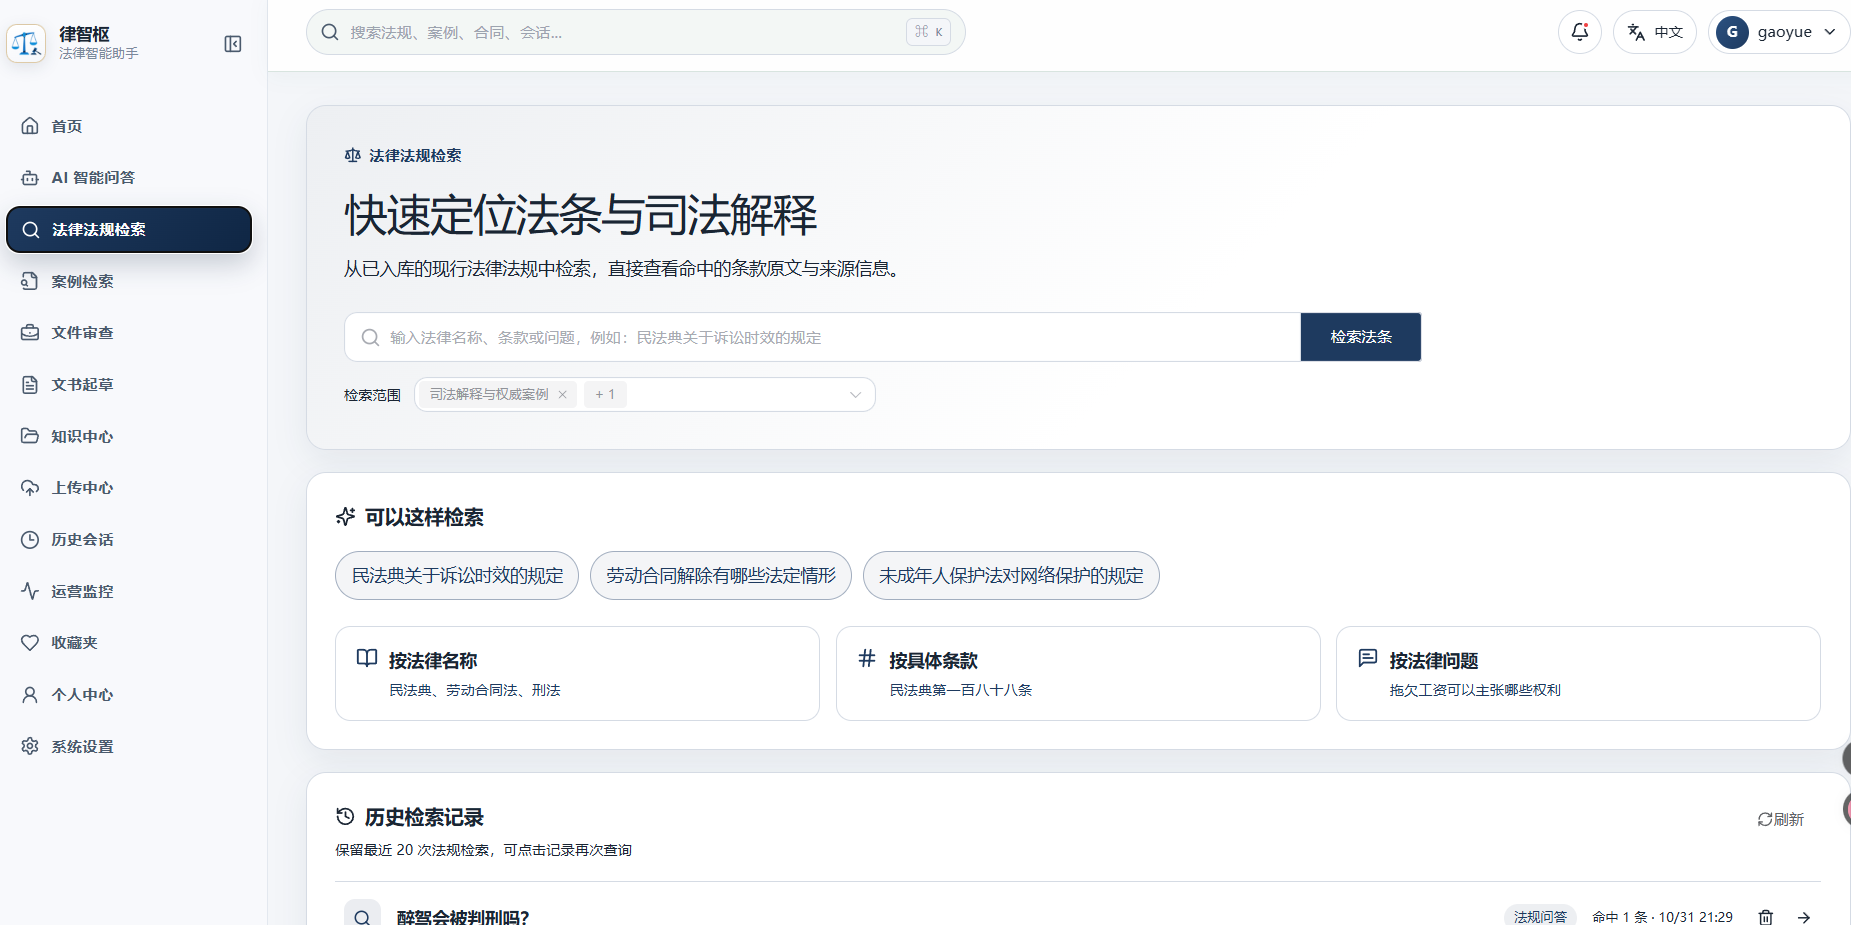 律智枢
法律智能助手
搜索法规、案例、合同、会话...
⌘ K
中文
G
gaoyue
首页
AI 智能问答
法律法规检索
案例检索
文件审查
文书起草
知识中心
上传中心
历史会话
运营监控
收藏夹
个人中心
系统设置
法律法规检索
快速定位法条与司法解释
从已入库的现行法律法规中检索，直接查看命中的条款原文与来源信息。
输入法律名称、条款或问题，例如：民法典关于诉讼时效的规定
检索法条
检索范围
司法解释与权威案例
+ 1
可以这样检索
民法典关于诉讼时效的规定
劳动合同解除有哪些法定情形
未成年人保护法对网络保护的规定
按法律名称
民法典、劳动合同法、刑法
按具体条款
民法典第一百八十八条
按法律问题
拖欠工资可以主张哪些权利
历史检索记录
刷新
保留最近 20 次法规检索，可点击记录再次查询
醉驾会被判刑吗？
法规问答
命中 1 条 · 10/31 21:29